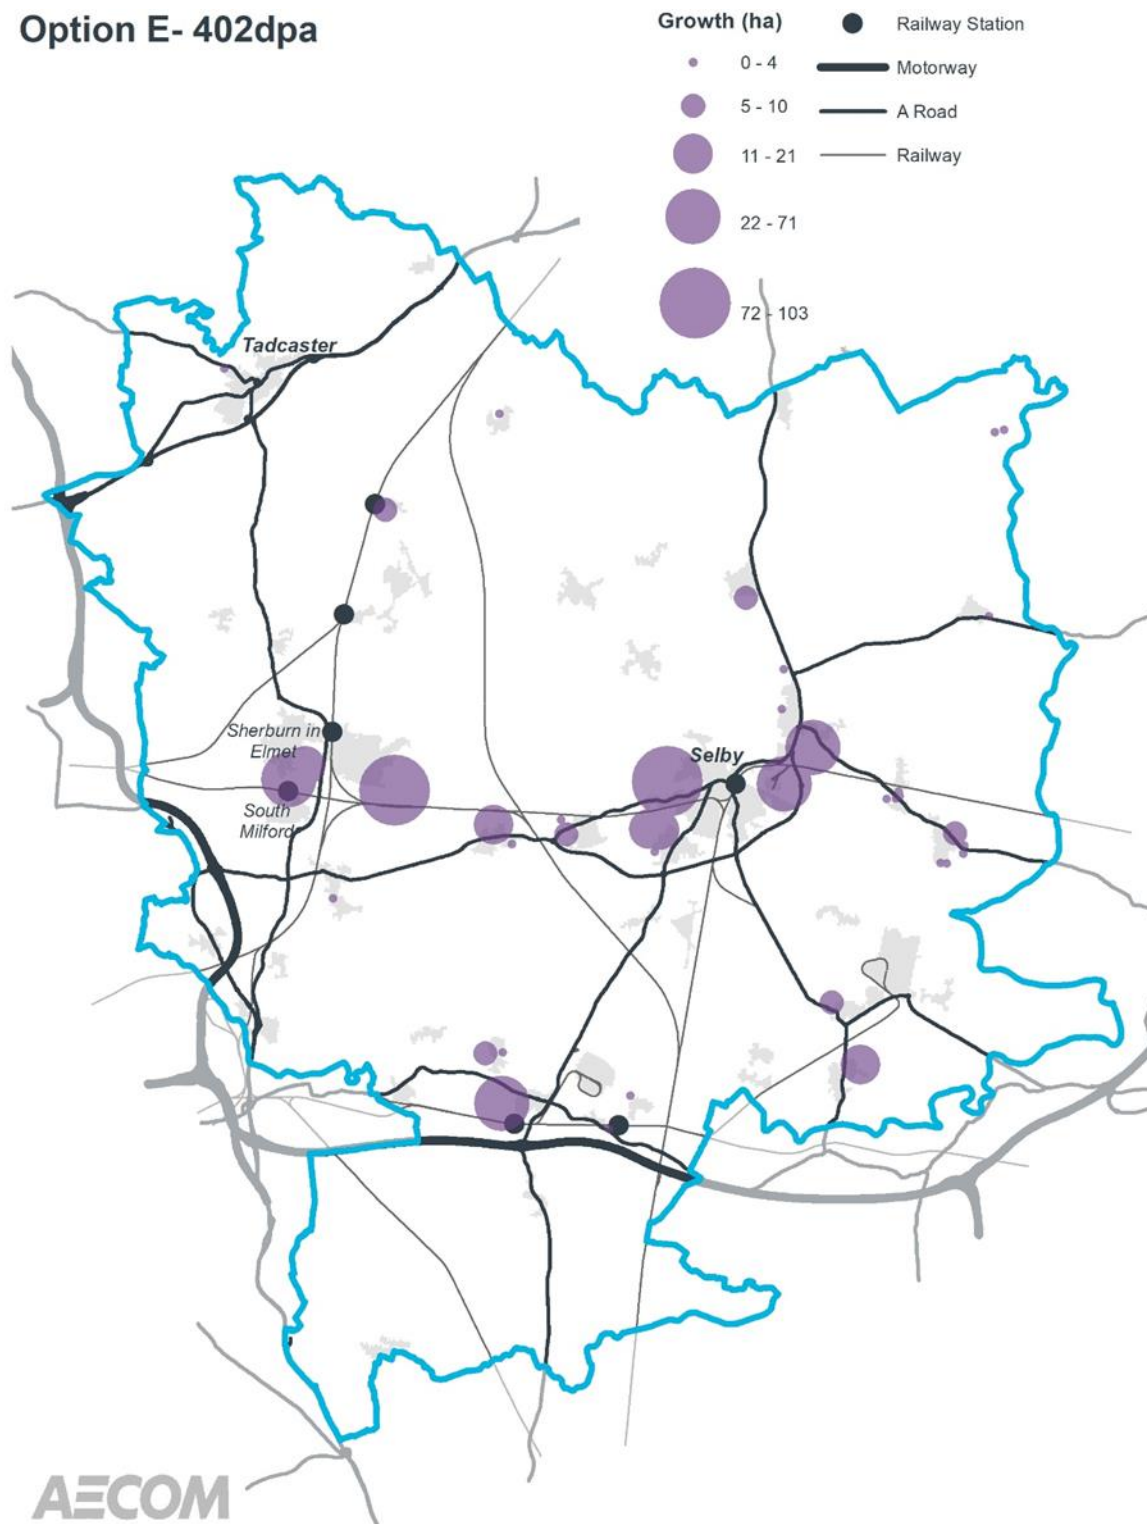 Option E- 402dpa
Growth (ha)
0 - 4
5 - 10
11 - 21
22 - 71
72 - 103
Railway Station
Motorway
A Road
Railway
Tadcaster
Sherburn in
Elmet
South
Milford
Selby
AECOM